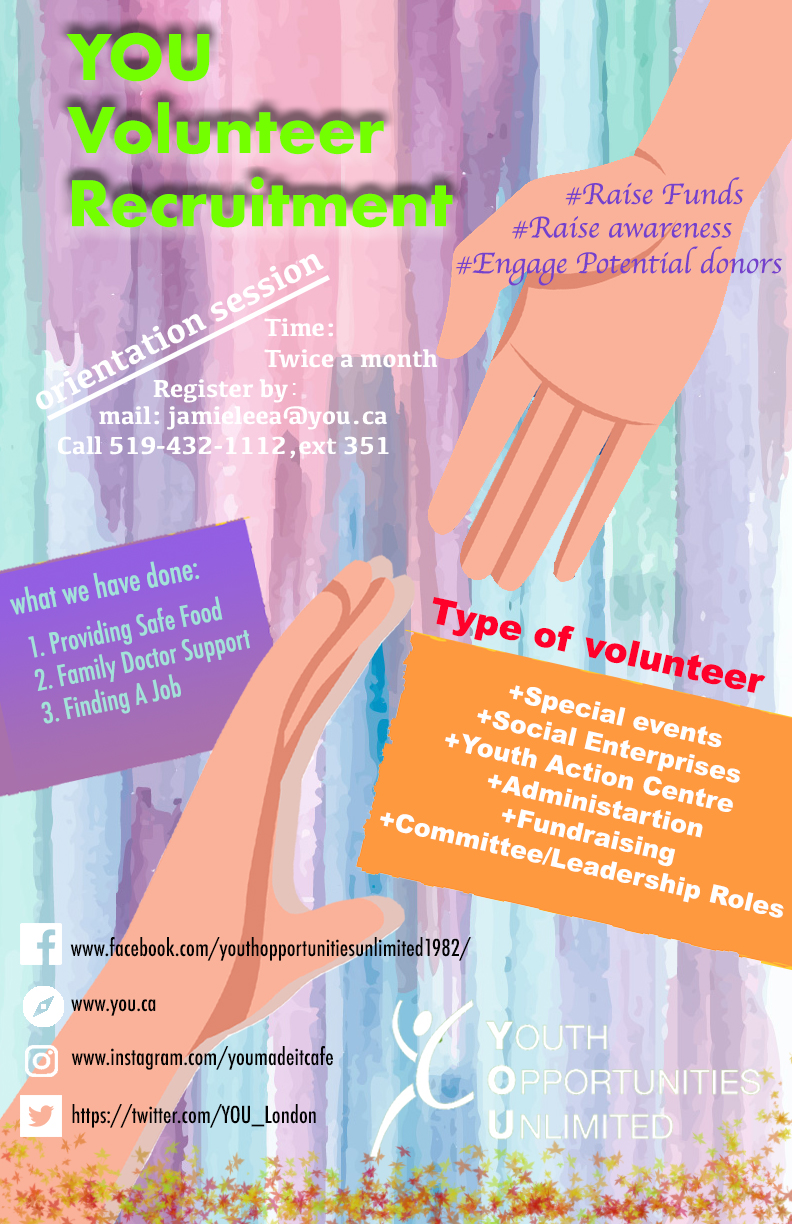 YOU
Volunteer
Recruitment
#Raise Funds
#Raise awareness
#Engage Potential donors
orientation session
Time:
Twice a month
Register by:
mail: jamieleea@you.ca
Call 519-432-1112,ext 351
what we have done:
1. Providing Safe Food
2. Family Doctor Support
3. Finding A Job
Type of volunteer
+Special events
+Social Enterprises
+Youth Action Centre
+Administartion
+Fundraising
+Committee/Leadership Roles
www.facebook.com/youthopportunitiesunlimited1982/
www.you.ca
www.instagram.com/youmadeitcafe
https://twitter.com/YOU_London
YOUTH
OPPORTUNITIES
UNLIMITED